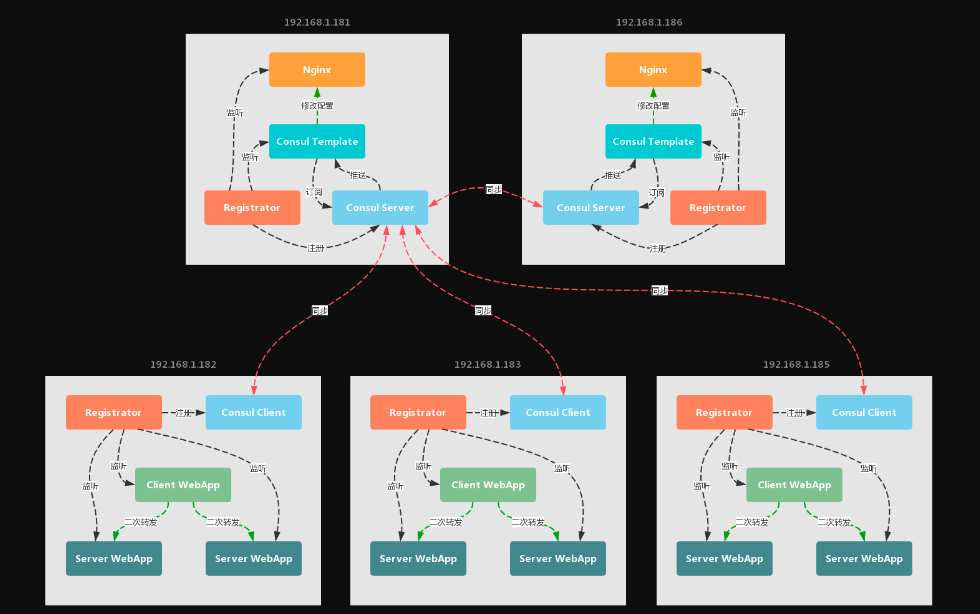 192.168.1.181
192.168.1.186
Nginx
监听
修改配置
Consul Template
监听
推送
订阅
Registrator
Consul Server
注册
Nginx
监听
修改配置
Consul Template
监听
推送
订阅
Consul Server
Registrator
注册
同步
同步
同步
同步
192.168.1.182
Registrator
注册
Consul Client
监听
监听
监听
Client WebApp
二次转发
二次转发
Server WebApp
Server WebApp
192.168.1.183
Registrator
注册
Consul Client
监听
监听
监听
Client WebApp
二次转发
二次转发
Server WebApp
Server WebApp
192.168.1.185
Registrator
注册
Consul Client
监听
监听
监听
Client WebApp
二次转发
二次转发
Server WebApp
Server WebApp